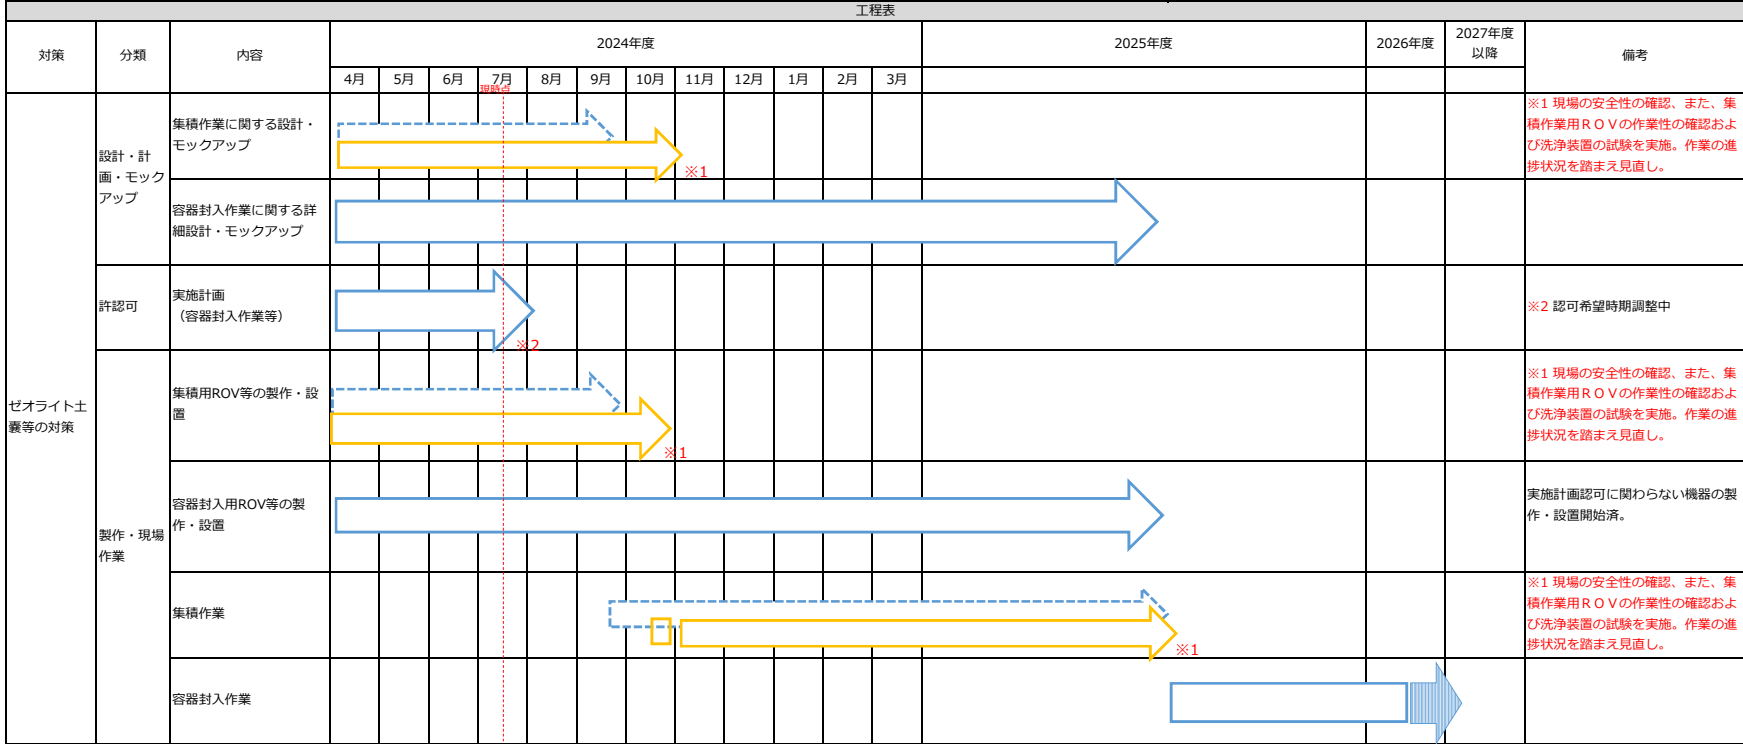 工程表
対策
分類
内容
2024年度
2025年度
2026年度
2027年度
以降
備考
4月
5月
6月
7月
8月
9月
10月
11月
12月
1月
2月
3月
現時点
ゼオライト土
嚢等の対策
設計・計
画・モック
アップ
集積作業に関する設計・
モックアップ
※1
※1 現場の安全性の確認、また、集
積作業用ＲＯＶの作業性の確認およ
び洗浄装置の試験を実施。作業の進
捗状況を踏まえ見直し。
容器封入作業に関する詳
細設計・モックアップ
許認可
実施計画
（容器封入作業等）
※2
※2 認可希望時期調整中
製作・現場
作業
集積用ROV等の製作・設
置
※1
※1 現場の安全性の確認、また、集
積作業用ＲＯＶの作業性の確認およ
び洗浄装置の試験を実施。作業の進
捗状況を踏まえ見直し。
容器封入用ROV等の製
作・設置
実施計画認可に関わらない機器の製
作・設置開始済。
集積作業
※1
※1 現場の安全性の確認、また、集
積作業用ＲＯＶの作業性の確認およ
び洗浄装置の試験を実施。作業の進
捗状況を踏まえ見直し。
容器封入作業